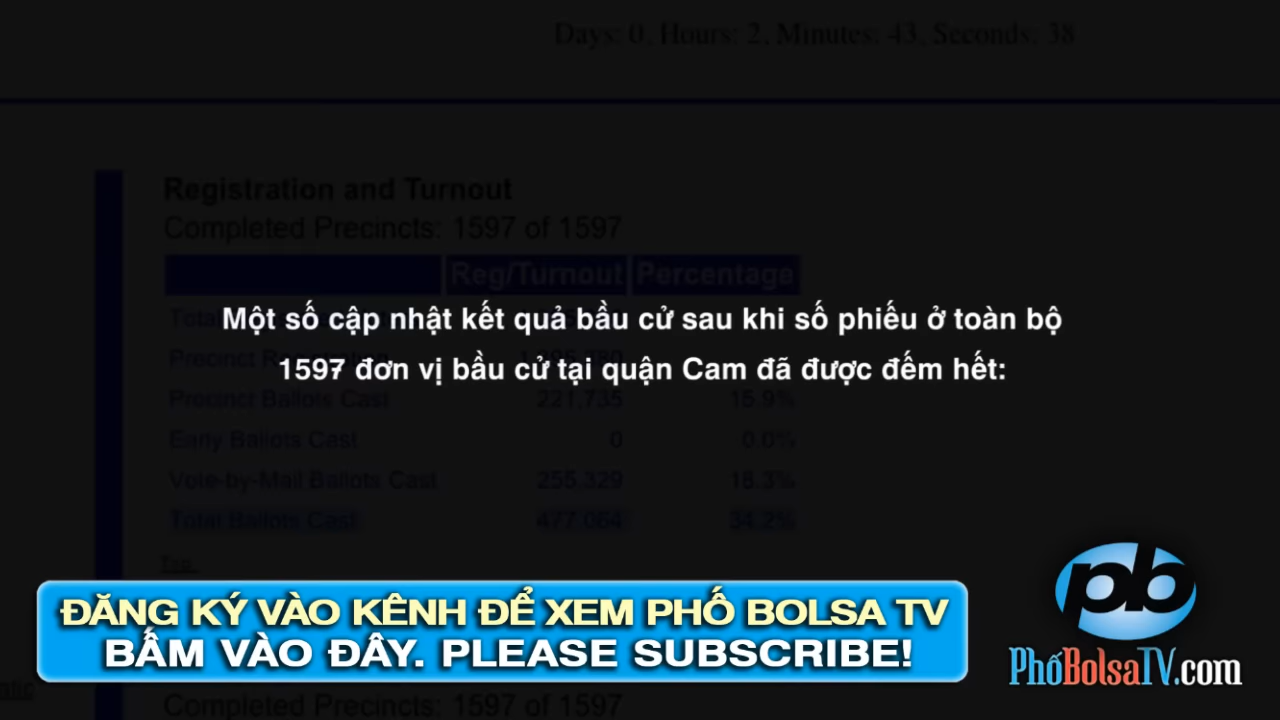 Days: 0, Hours: 2, Minutes: 43, Seconds: 38
Registration and Turnout
Completed Precincts: 1597 of 1597
Reg/Turnout Percentage
Một số cập nhật kết quả bầu cử sau khi số phiếu ở toàn bộ
1597 đơn vị bầu cử tại quận Cam đã được đếm hết:
Precinct Ballots Cast 221,735 15.9%
Early Ballots Cast 0 0.0%
Vote-by-Mail Ballots Cast 255,329 18.3%
Total Ballots Cast 477,064 34.2%
pb
ĐĂNG KÝ VÀO KÊNH ĐỂ XEM PHỐ BOLSA TV
BẤM VÀO ĐÂY. PLEASE SUBSCRIBE!
PhốBolsaTV.com
Completed Precincts: 1597 of 1597